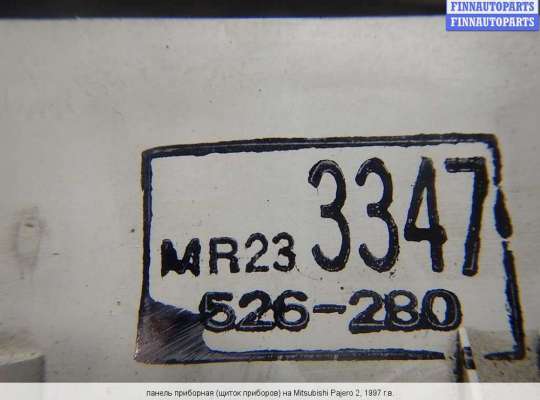 FINNAUTOPARTS
FINNAUTOPARTS
MR23 3347
526-280
панель приборная (щиток приборов) на Mitsubishi Pajero 2, 1997 г.в.